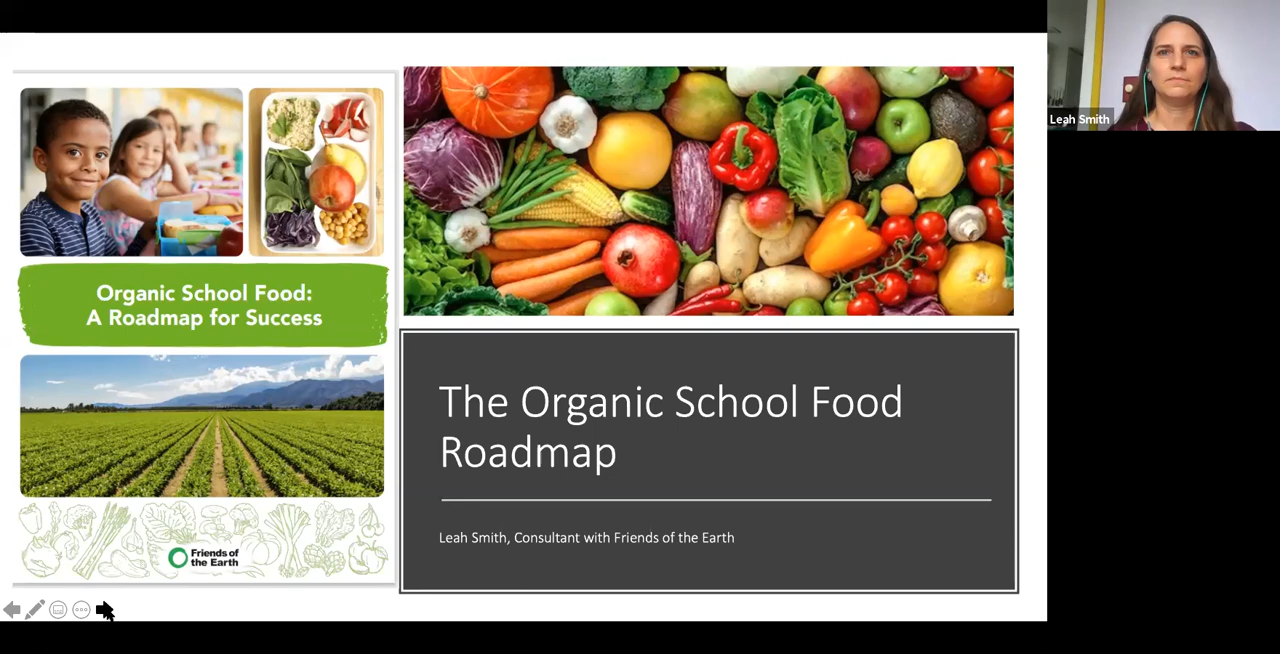 Organic School Food:
A Roadmap for Success
Friends of
the Earth
The Organic School Food
Roadmap
Leah Smith, Consultant with Friends of the Earth
Leah Smith